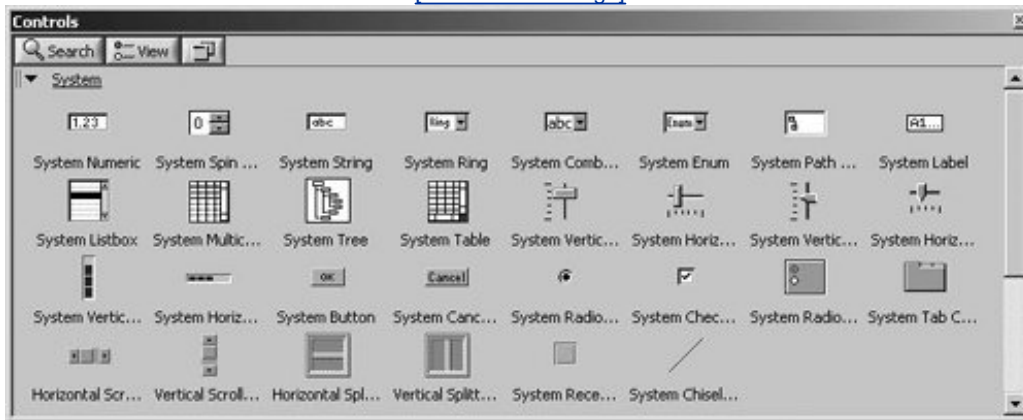 Controls
Search View
System
1.23 0 abc Ring abc Enum A1...
System Numeric System Spin ... System String System Ring System Comb... System Enum System Path ... System Label
System Listbox System Multic... System Tree System Table System Vertic... System Horiz... System Vertic... System Horiz...
OK Cancel
System Vertic... System Horiz... System Button System Canc... System Radio... System Chec... System Radio... System Tab C...
Horizontal Scr... Vertical Scroll... Horizontal Spl... Vertical Splitt... System Rece... System Chisel...